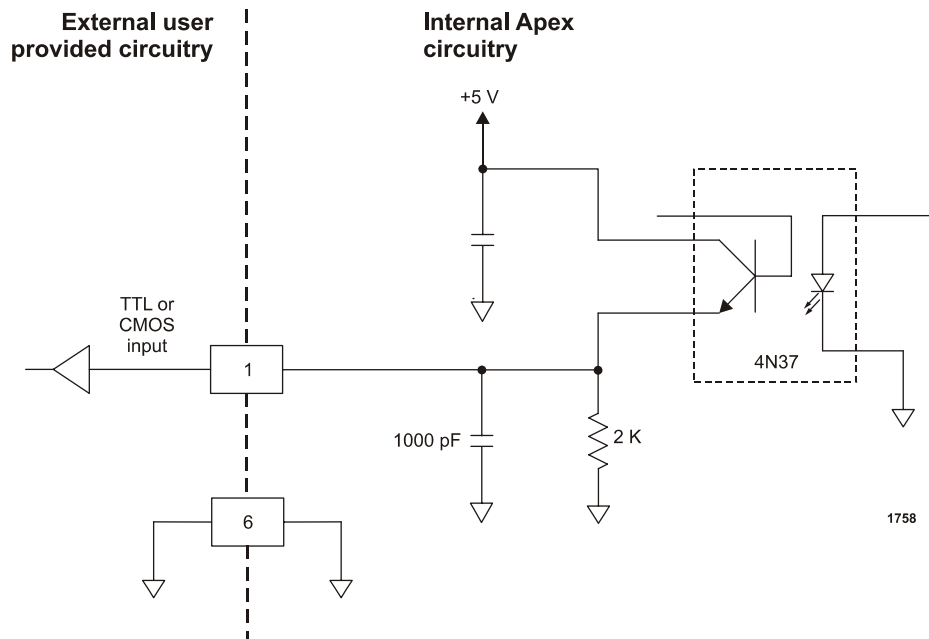 External user
provided circuitry
Internal Apex
circuitry
+5 V
TTL or
CMOS
input
1
4N37
1000 pF
2 K
6
1758